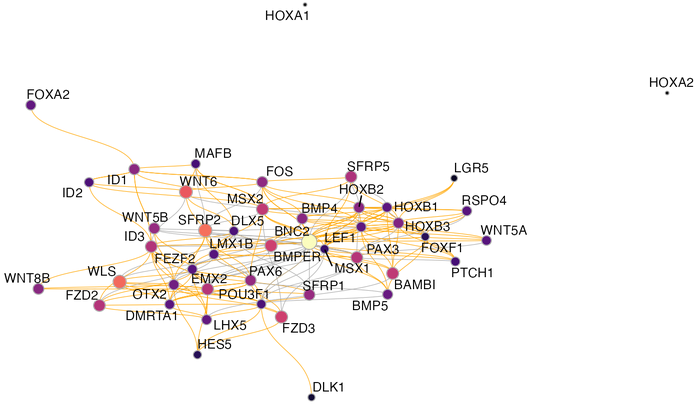 HOXA1
HOXA2
FOXA2
MAFB
ID1
ID2
WNT6
FOS
SFRP5
LGR5
HOXB2
MSX2
BMP4
HOXB1
RSPO4
WNT5B
SFRP2
DLX5
HOXB3
ID3
BNC2
LEF1
WNT5A
LMX1B
PAX3
FOXF1
FEZF2
BMPER
MSX1
PTCH1
WNT8B
WLS
EMX2
PAX6
SFRP1
BAMBI
FZD2
OTX2
POU3F1
BMP5
DMRTA1
LHX5
FZD3
HES5
DLK1